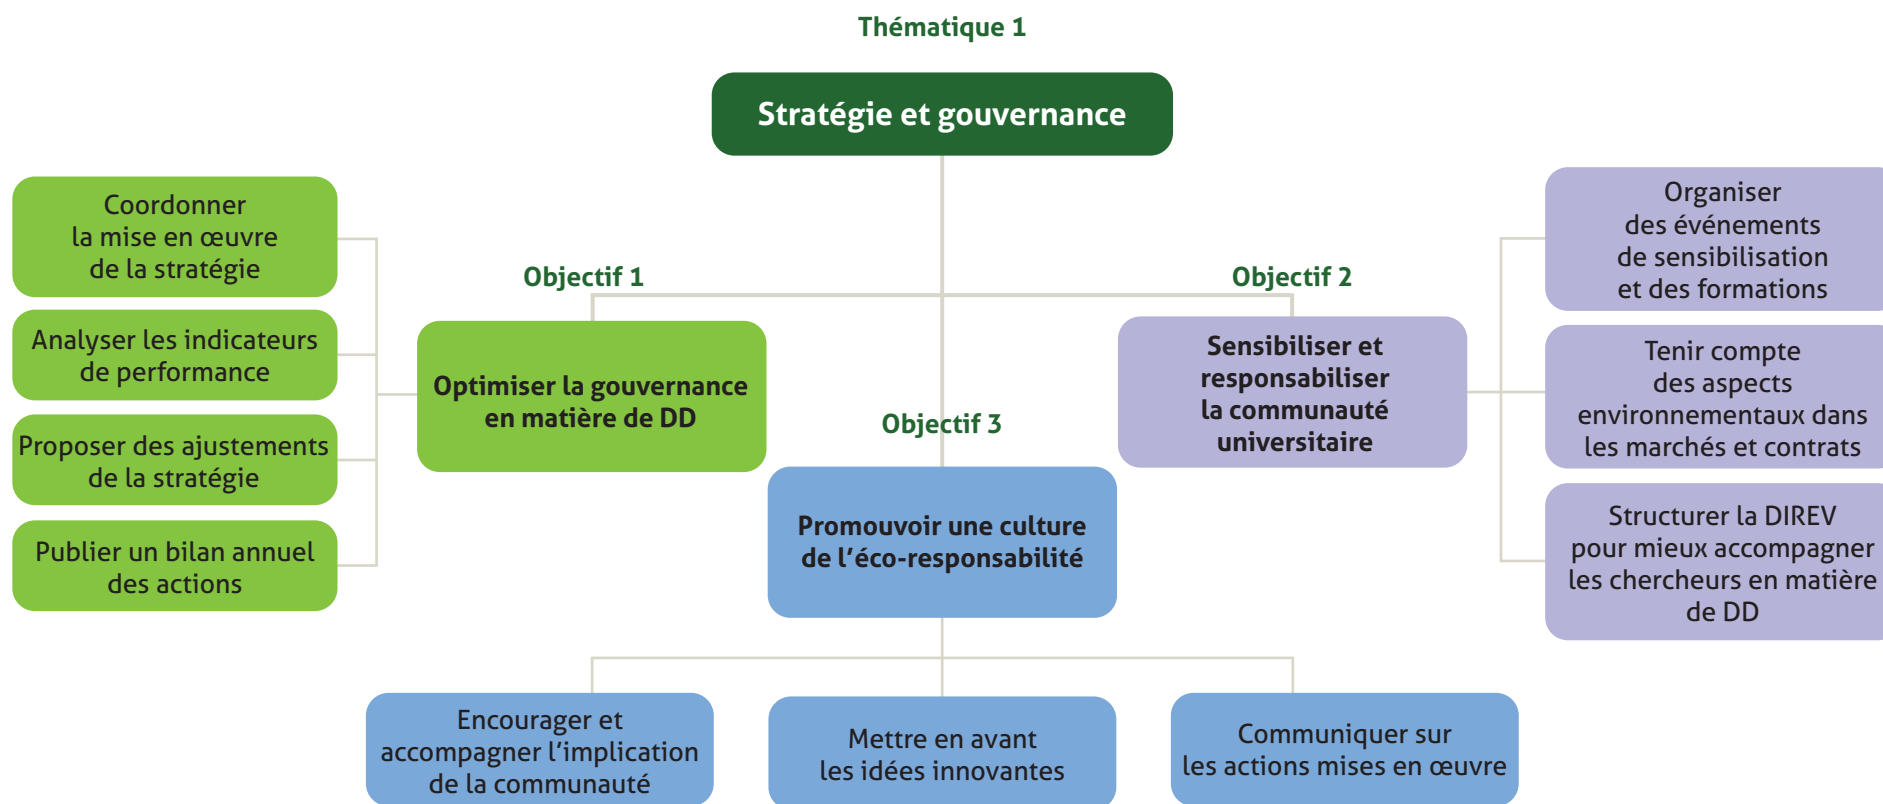 Thématique 1
Stratégie et gouvernance
Objectif 1
Optimiser la gouvernance
en matière de DD
Coordonner
la mise en œuvre
de la stratégie
Analyser les indicateurs
de performance
Proposer des ajustements
de la stratégie
Publier un bilan annuel
des actions
Objectif 2
Sensibiliser et
responsabiliser
la communauté
universitaire
Organiser
des événements
de sensibilisation
et des formations
Tenir compte
des aspects
environnementaux dans
les marchés et contrats
Structurer la DIREV
pour mieux accompagner
les chercheurs en matière
de DD
Objectif 3
Promouvoir une culture
de l’éco-responsabilité
Encourager et
accompagner l’implication
de la communauté
Mettre en avant
les idées innovantes
Communiquer sur
les actions mises en œuvre